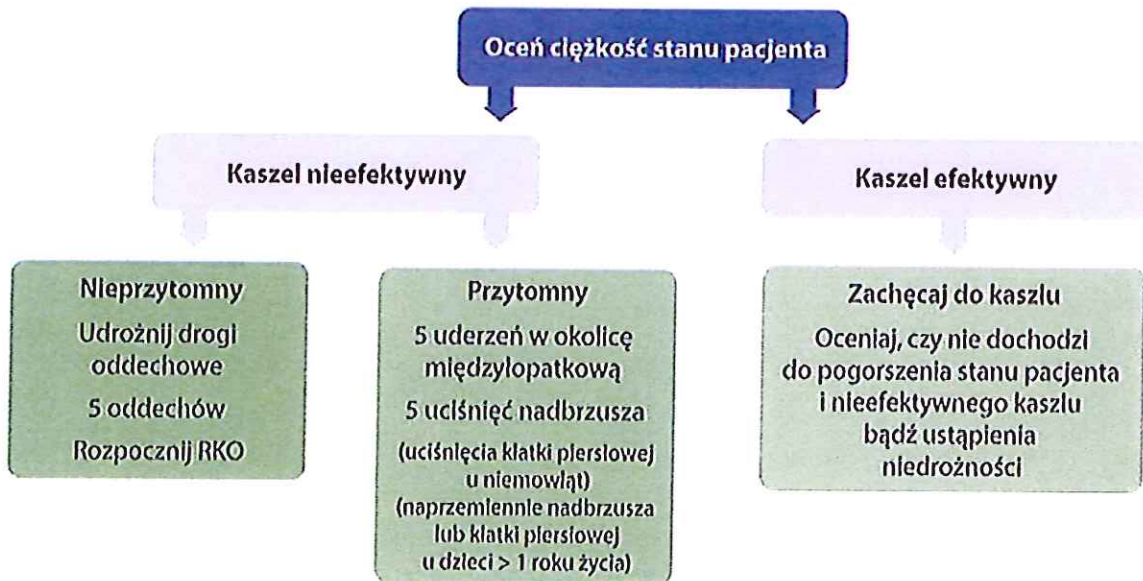 Oceń ciężkość stanu pacjenta
Kaszel nieefektywny
Kaszel efektywny
Nieprzytomny
Udrożnij drogi
oddechowe
5 oddechów
Rozpocznij RKO
Przytomny
5 uderzeń w okolicę
międzyłopatkową
5 uciśnięć nadbrzusza
(uciśnięcia klatki piersiowej
u niemowląt)
(naprzemiennie nadbrzusza
lub klatki piersiowej
u dzieci > 1 roku życia)
Zachęcaj do kaszlu
Oceniaj, czy nie dochodzi
do pogorszenia stanu pacjenta
i nieefektywnego kaszlu
bądź ustąpienia
niedrożności